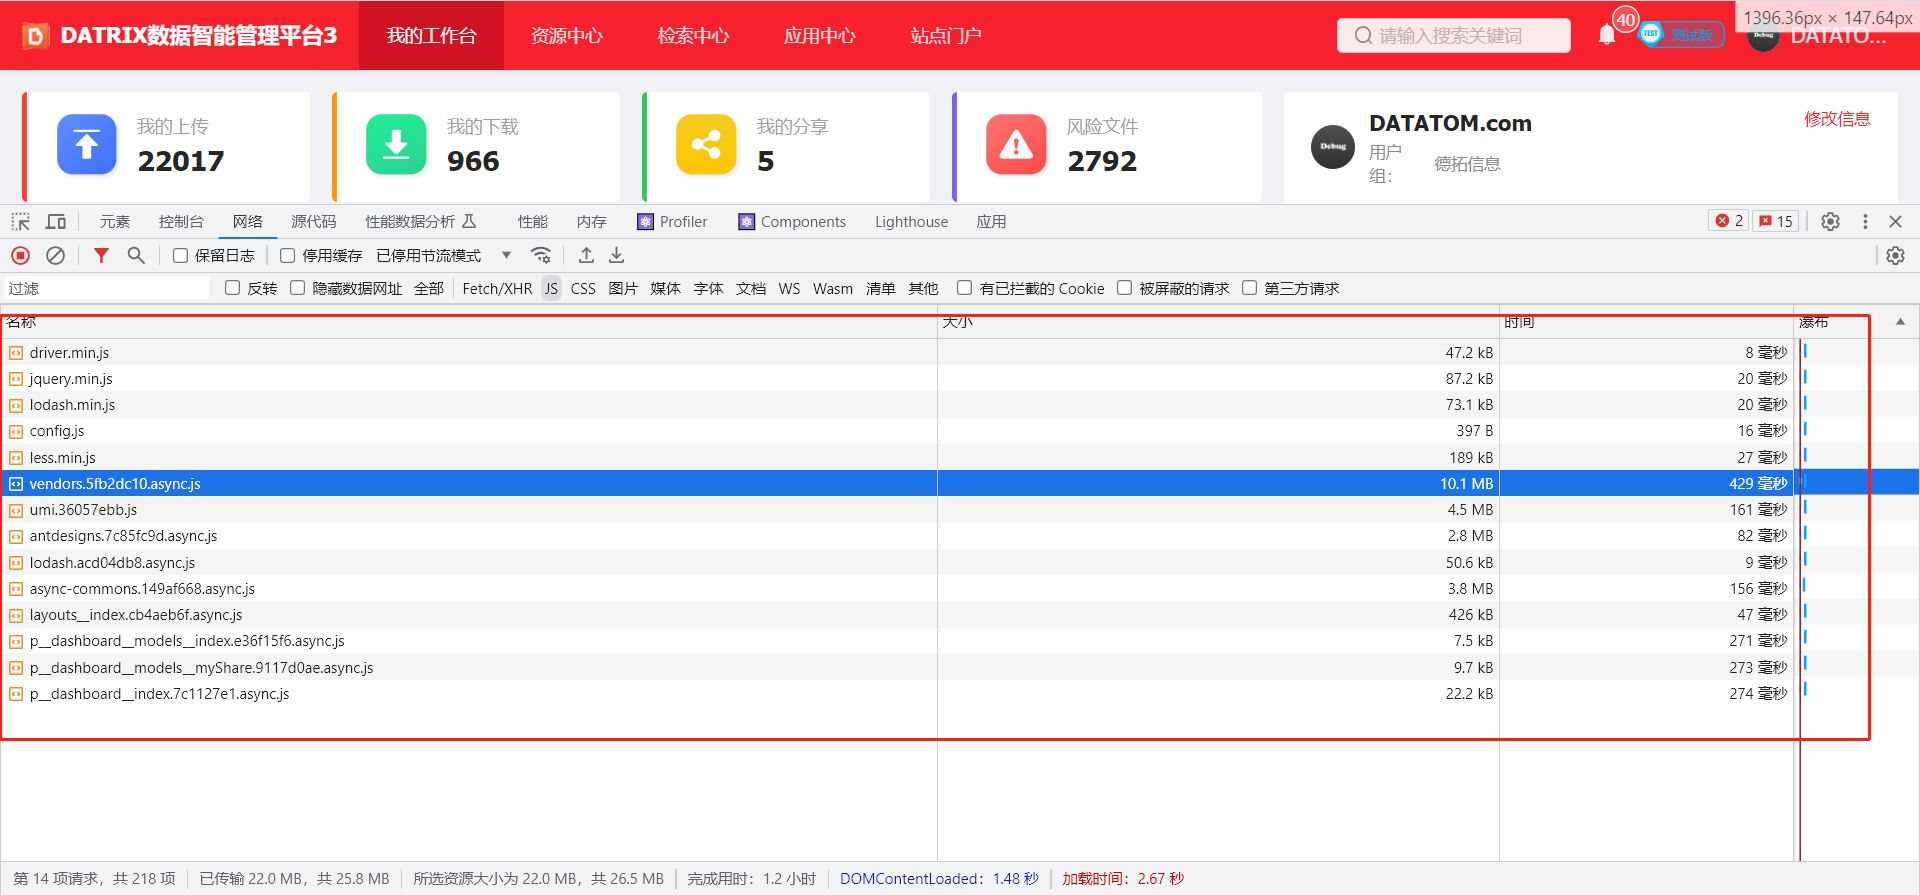 DATRIX数据智能管理平台3 我的工作台 资源中心 检索中心 应用中心 站点门户 请输入搜索关键词 40 TEST 测试版 Debug DATATO...
1396.36px × 147.64px
我的上传
22017
我的下载
966
我的分享
5
风险文件
2792
Debug
DATATOM.com
修改信息
用户组:
德拓信息
元素 控制台 网络 源代码 性能数据分析 性能 内存 Profiler Components Lighthouse 应用 2 15
保留日志 停用缓存 已停用节流模式
过滤 反转 隐藏数据网址 全部 Fetch/XHR JS CSS 图片 媒体 字体 文档 WS Wasm 清单 其他 有已拦截的 Cookie 被屏蔽的请求 第三方请求
名称 大小 时间 瀑布
driver.min.js 47.2 kB 8 毫秒
jquery.min.js 87.2 kB 20 毫秒
lodash.min.js 73.1 kB 20 毫秒
config.js 397 B 16 毫秒
less.min.js 189 kB 27 毫秒
vendors.5fb2dc10.async.js 10.1 MB 429 毫秒
umi.36057ebb.js 4.5 MB 161 毫秒
antdesigns.7c85fc9d.async.js 2.8 MB 82 毫秒
lodash.acd04db8.async.js 50.6 kB 9 毫秒
async-commons.149af668.async.js 3.8 MB 156 毫秒
layouts__index.cb4aeb6f.async.js 426 kB 47 毫秒
p__dashboard__models__index.e36f15f6.async.js 7.5 kB 271 毫秒
p__dashboard__models__myShare.9117d0ae.async.js 9.7 kB 273 毫秒
p__dashboard__index.7c1127e1.async.js 22.2 kB 274 毫秒
第 14 项请求，共 218 项 已传输 22.0 MB，共 25.8 MB 所选资源大小为 22.0 MB，共 26.5 MB 完成用时：1.2 小时 DOMContentLoaded：1.48 秒 加载时间：2.67 秒